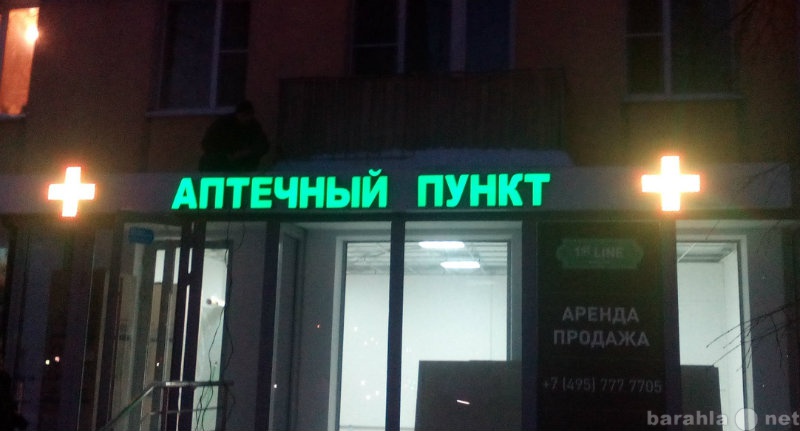 АПТЕЧНЫЙ ПУНКТ
1st LINE
АРЕНДА
ПРОДАЖА
+7 (495) 777 7705
barahla net